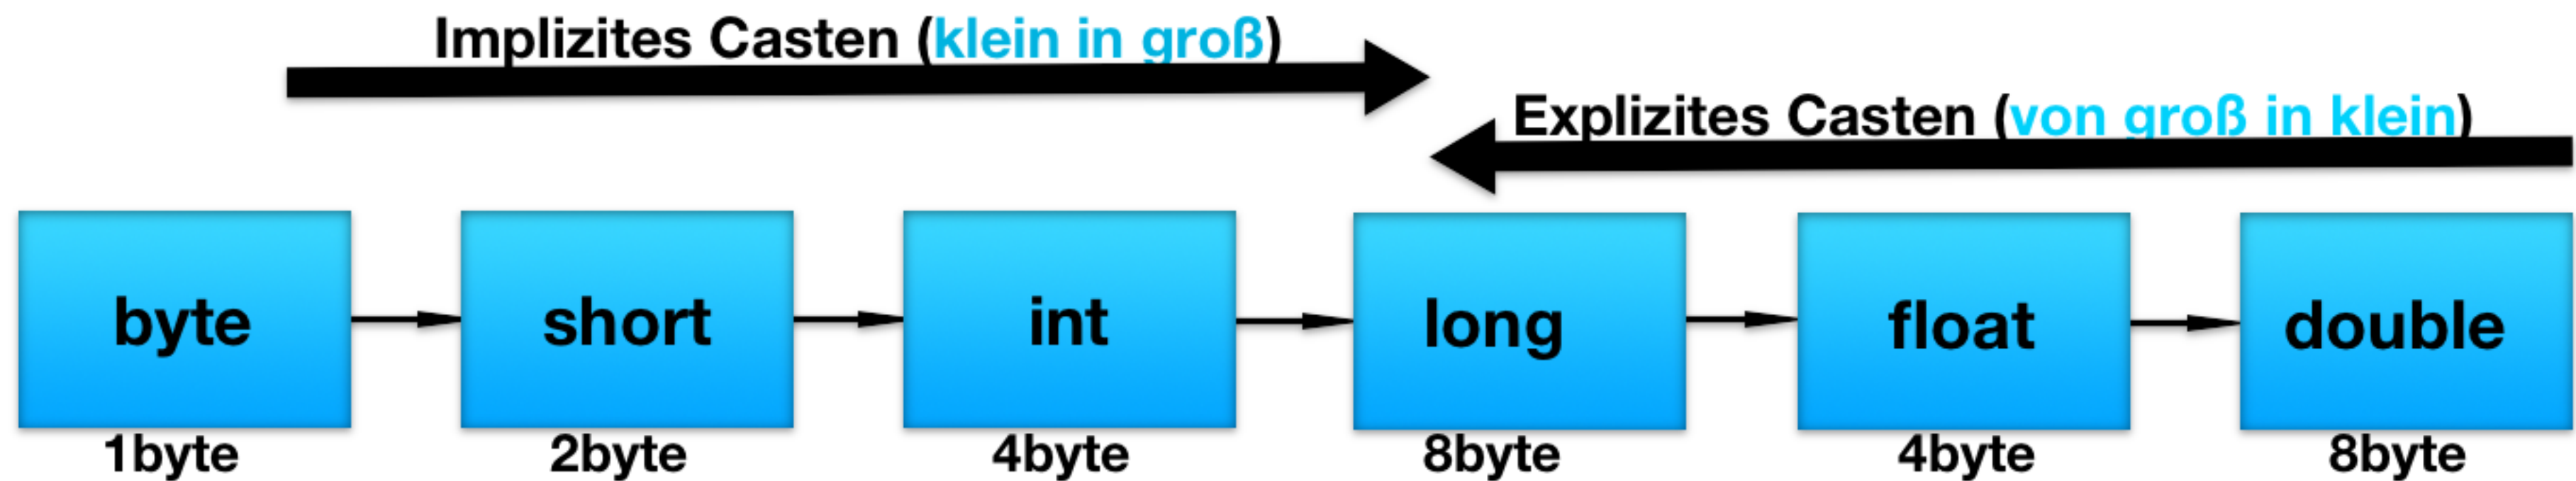 Implizites Casten (klein in groß)
Explizites Casten (von groß in klein)
byte
short
int
long
float
double
1byte
2byte
4byte
8byte
4byte
8byte